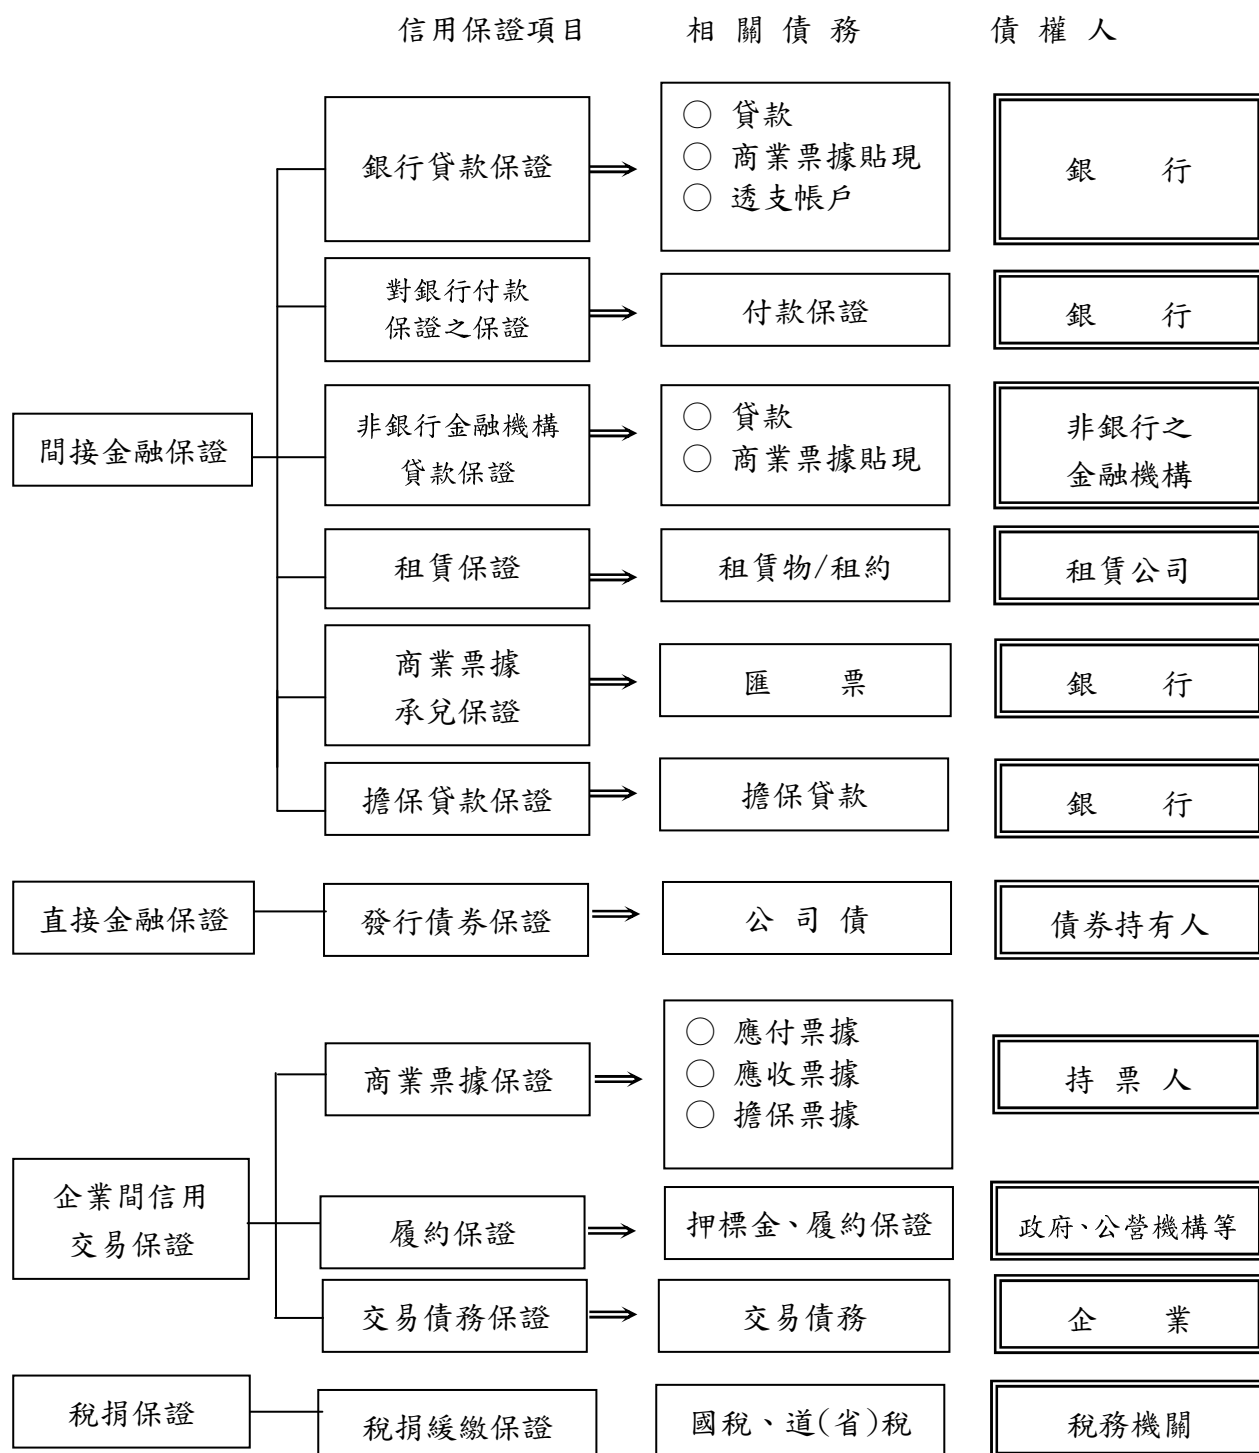 信用保證項目 相關債務 債權人
銀行貸款保證
○ 貸款
○ 商業票據貼現
○ 透支帳戶
銀 行
對銀行付款
保證之保證
付款保證
銀 行
間接金融保證
非銀行金融機構
貸款保證
○ 貸款
○ 商業票據貼現
非銀行之
金融機構
租賃保證
租賃物/租約
租賃公司
商業票據
承兌保證
匯 票
銀 行
擔保貸款保證
擔保貸款
銀 行
直接金融保證
發行債券保證
公司債
債券持有人
商業票據保證
○ 應付票據
○ 應收票據
○ 擔保票據
持票人
企業間信用
交易保證
履約保證
押標金、履約保證
政府、公營機構等
交易債務保證
交易債務
企 業
稅捐保證
稅捐緩繳保證
國稅、道(省)稅
稅務機關